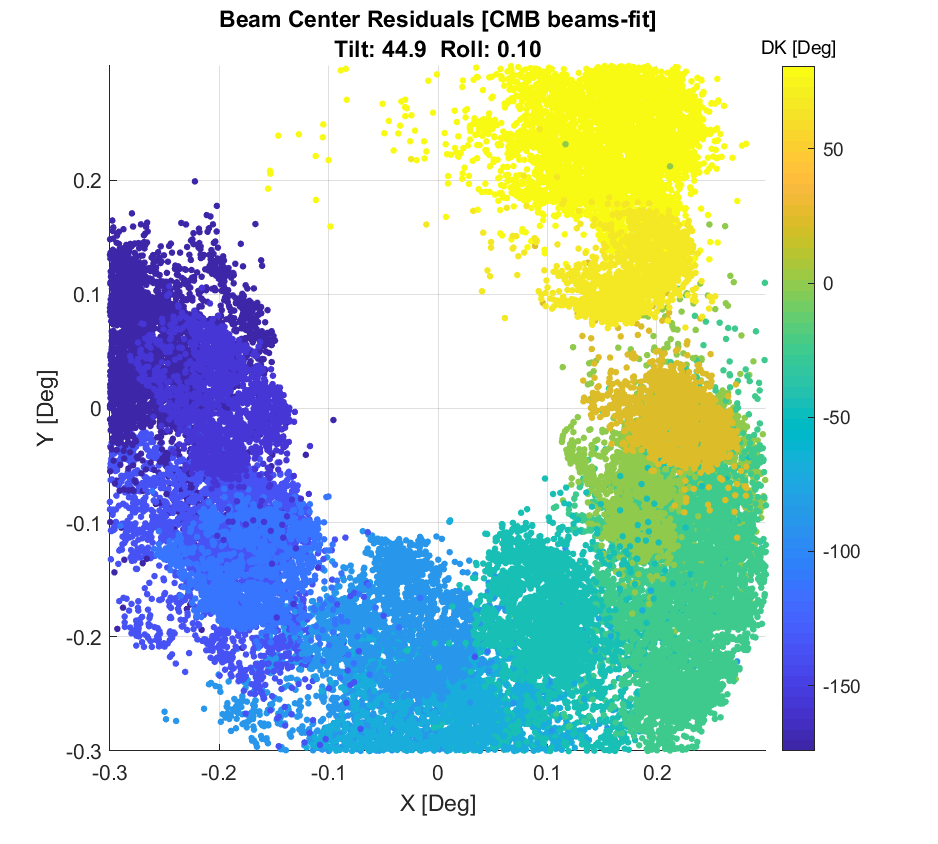 Beam Center Residuals [CMB beams-fit]
Tilt: 44.9 Roll: 0.10
DK [Deg]
50
0
-50
-100
-150
0.2
0.1
0
-0.1
-0.2
-0.3
Y [Deg]
-0.3 -0.2 -0.1 0 0.1 0.2
X [Deg]